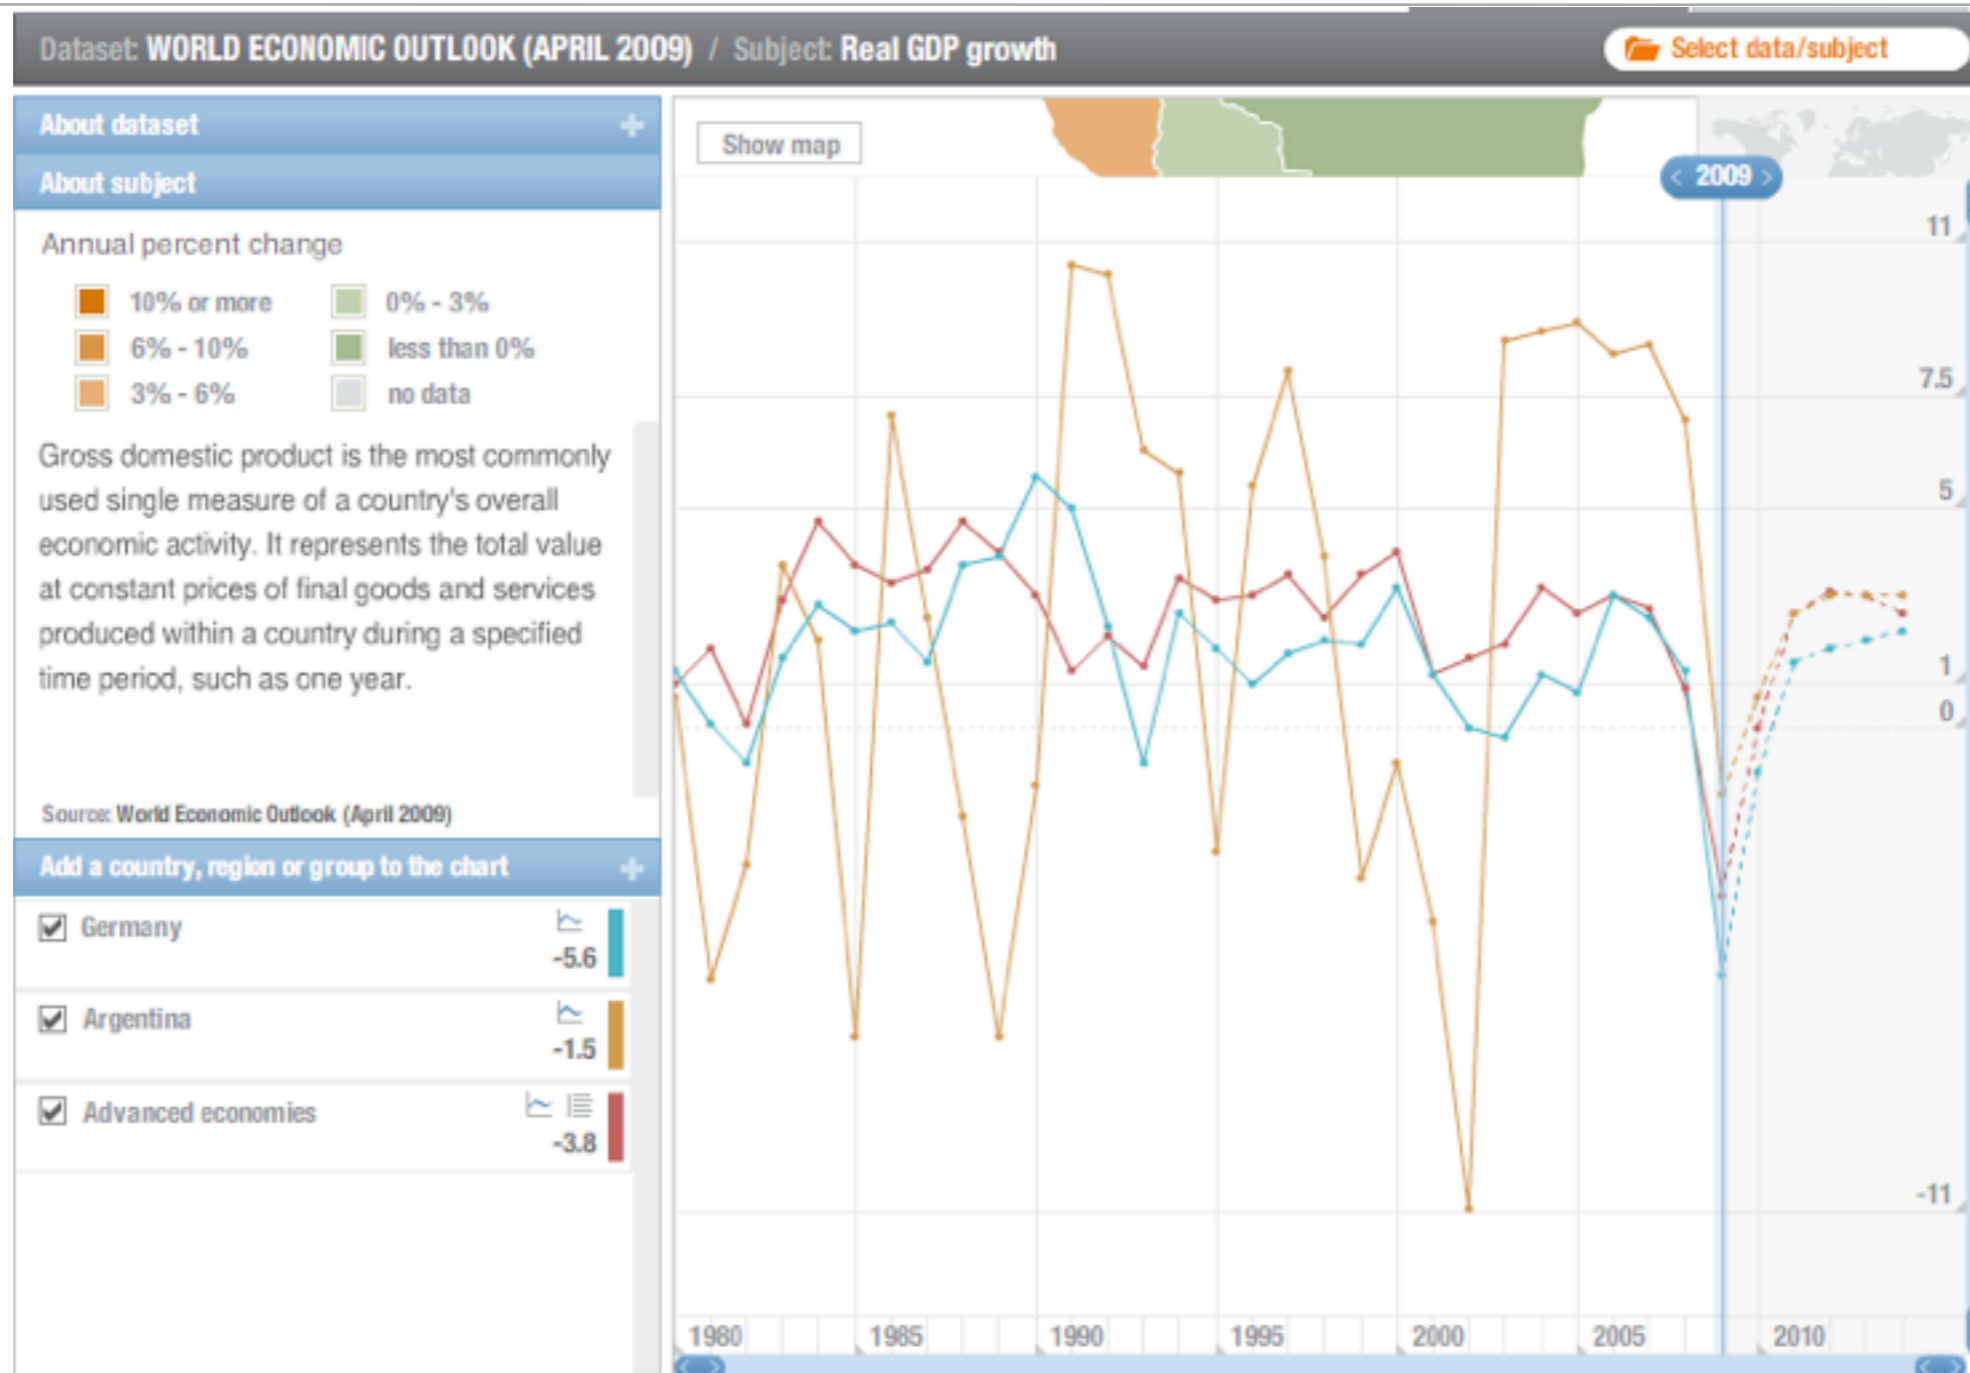 Dataset: WORLD ECONOMIC OUTLOOK (APRIL 2009) / Subject: Real GDP growth
Select data/subject
About dataset
About subject
Annual percent change
10% or more
0% - 3%
6% - 10%
less than 0%
3% - 6%
no data
Gross domestic product is the most commonly
used single measure of a country's overall
economic activity. It represents the total value
at constant prices of final goods and services
produced within a country during a specified
time period, such as one year.
Source: World Economic Outlook (April 2009)
Add a country, region or group to the chart
Germany
-5.6
Argentina
-1.5
Advanced economies
-3.8
Show map
< 2009 >
11
7.5
5
1
0
-11
1980 1985 1990 1995 2000 2005 2010